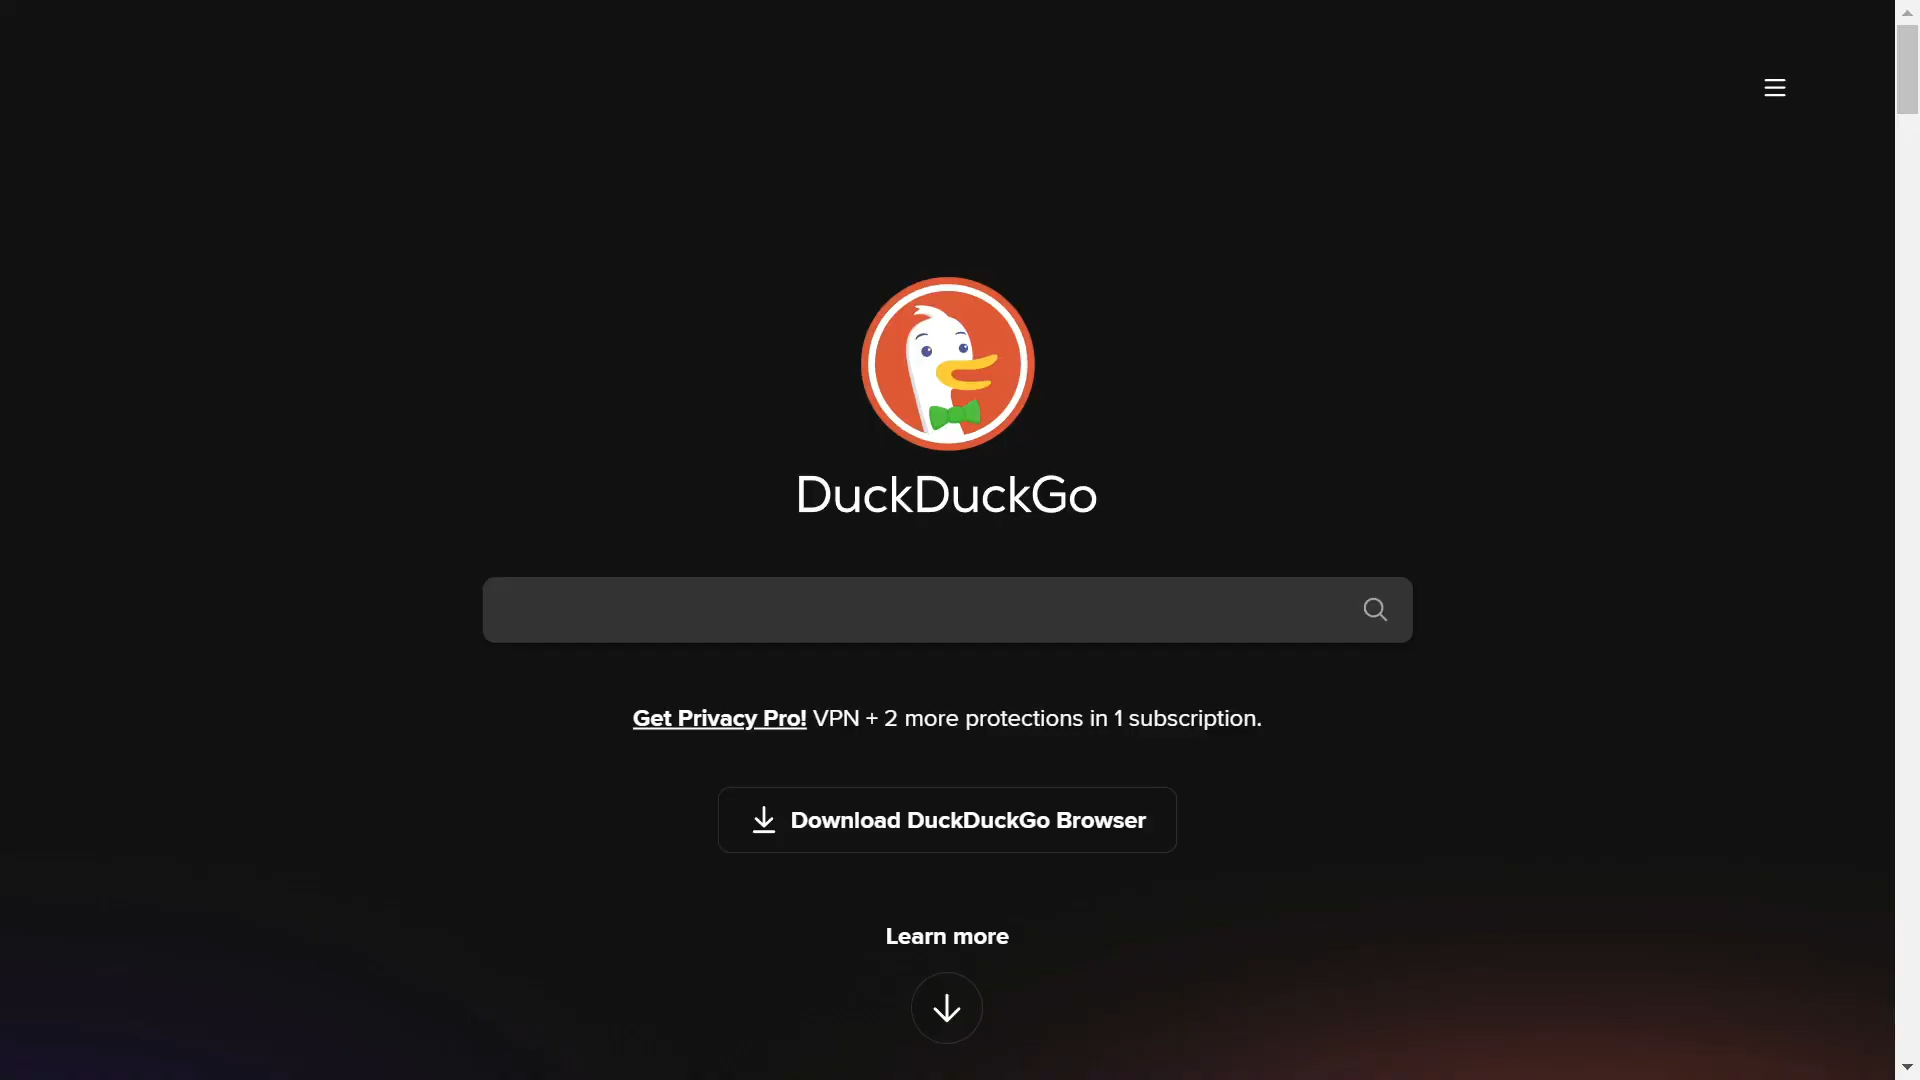 DuckDuckGo
Get Privacy Pro! VPN + 2 more protections in 1 subscription.
Download DuckDuckGo Browser
Learn more